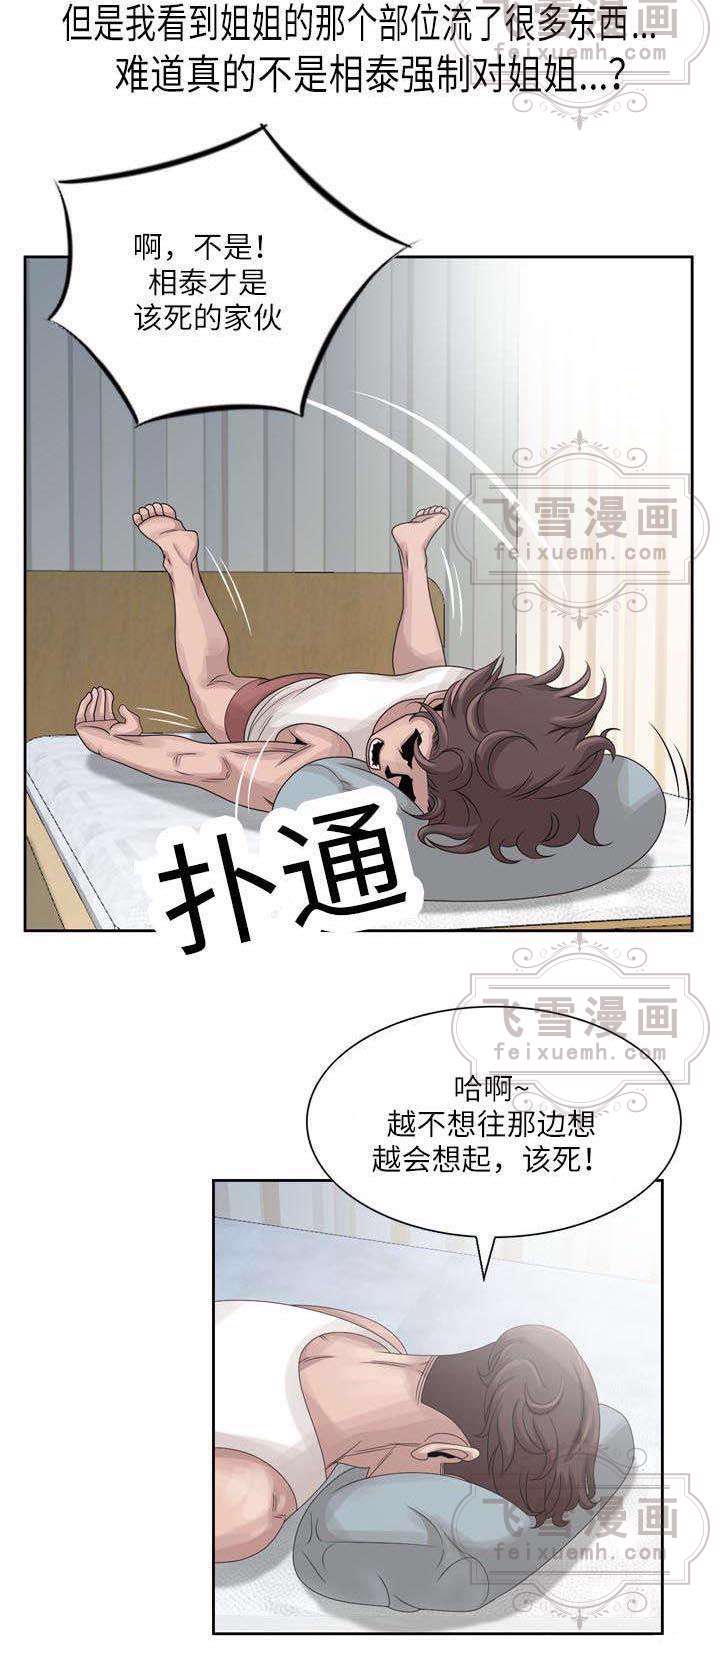 但是我看到姐姐的那个部位流了很多东西...
难道真的不是相泰强制对姐姐...?
啊，不是！
相泰才是
该死的家伙
飞雪漫画
feixuemh.com
扑通
飞雪漫画
feixuemh.com
哈啊~
越不想往那边想
越会想起，该死！
飞雪漫画
feixuemh.com